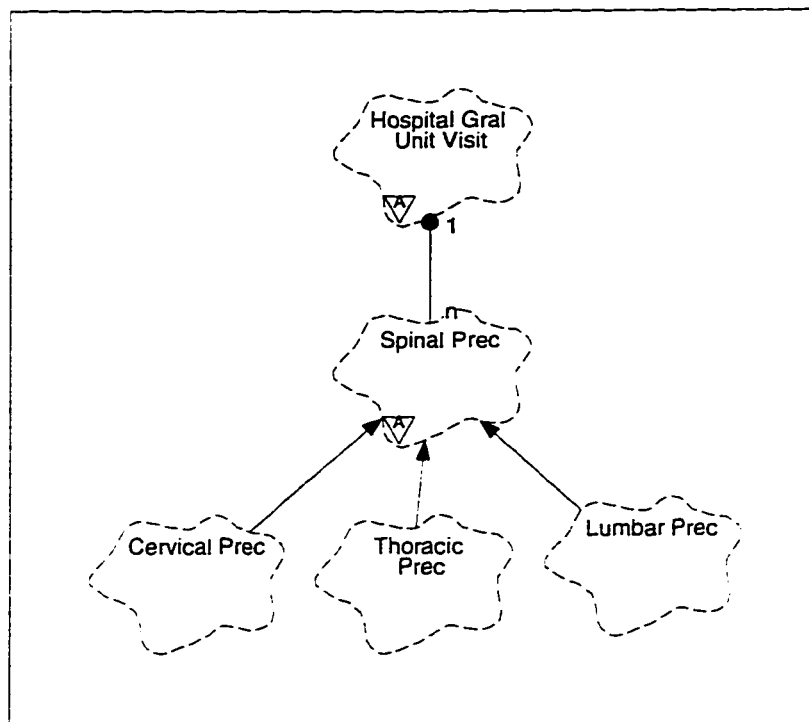 Hospital Gral
Unit Visit
A
1
n
Spinal Prec
A
Cervical Prec
Thoracic
Prec
Lumbar Prec